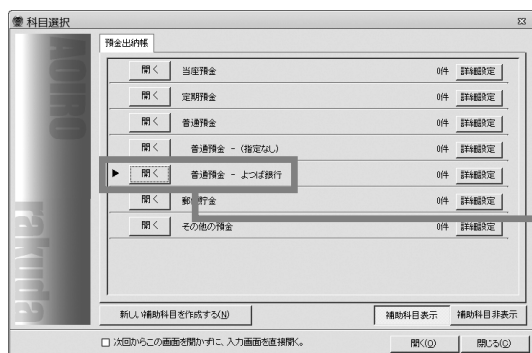 科目選択
預金出納帳
開く 当座預金 0件 詳細設定
開く 定期預金 0件 詳細設定
開く 普通預金 0件 詳細設定
開く 普通預金 - (指定なし) 0件 詳細設定
開く 普通預金 - よつば銀行 0件 詳細設定
開く 郵便貯金 0件 詳細設定
開く その他の預金 0件 詳細設定
新しい補助科目を作成する(N) 補助科目表示 補助科目非表示
次回からこの画面を開かずに、入力画面を直接開く。 開く(O) 閉じる(C)
AOIRO
rakuda